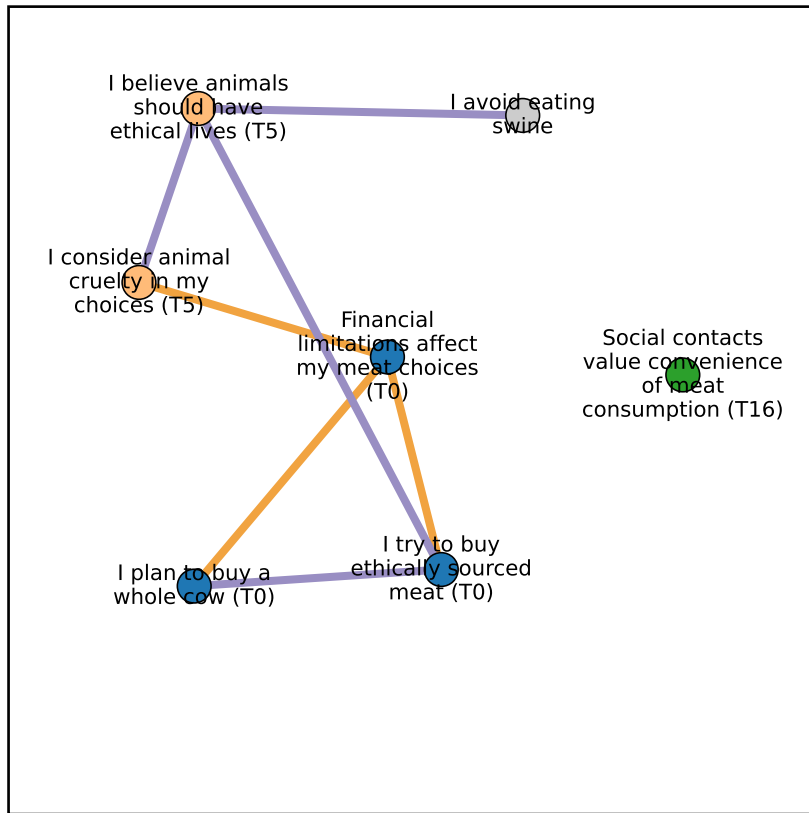 I believe animals
should have
ethical lives (T5)
I avoid eating
swine
I consider animal
cruelty in my
choices (T5)
Financial
limitations affect
my meat choices
(T0)
Social contacts
value convenience
of meat
consumption (T16)
I try to buy
ethically sourced
meat (T0)
I plan to buy a
whole cow (T0)